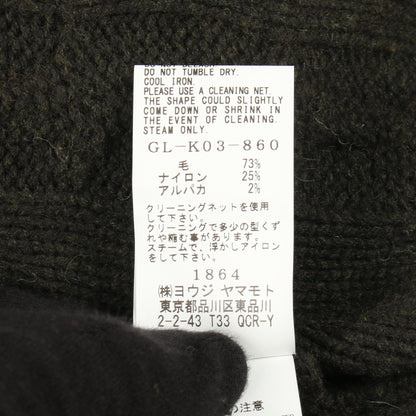 DO NOT BLEACH.
DO NOT TUMBLE DRY.
COOL IRON.
PLEASE USE A CLEANING NET.
THE SHAPE COULD SLIGHTLY
COME DOWN OR SHRINK IN
THE EVENT OF CLEANING.
STEAM ONLY.
GL-K03-860
毛 73%
ナイロン 25%
アルパカ 2%
クリーニングネットを使用
して下さい。
クリーニングで多少の型くず
れや縮む事があります。
スチームで、浮かしアイロン
をして下さい。
1864
㈱ヨウジ ヤマモト
東京都品川区東品川
2-2-43 T33 QCR-Y
の注意